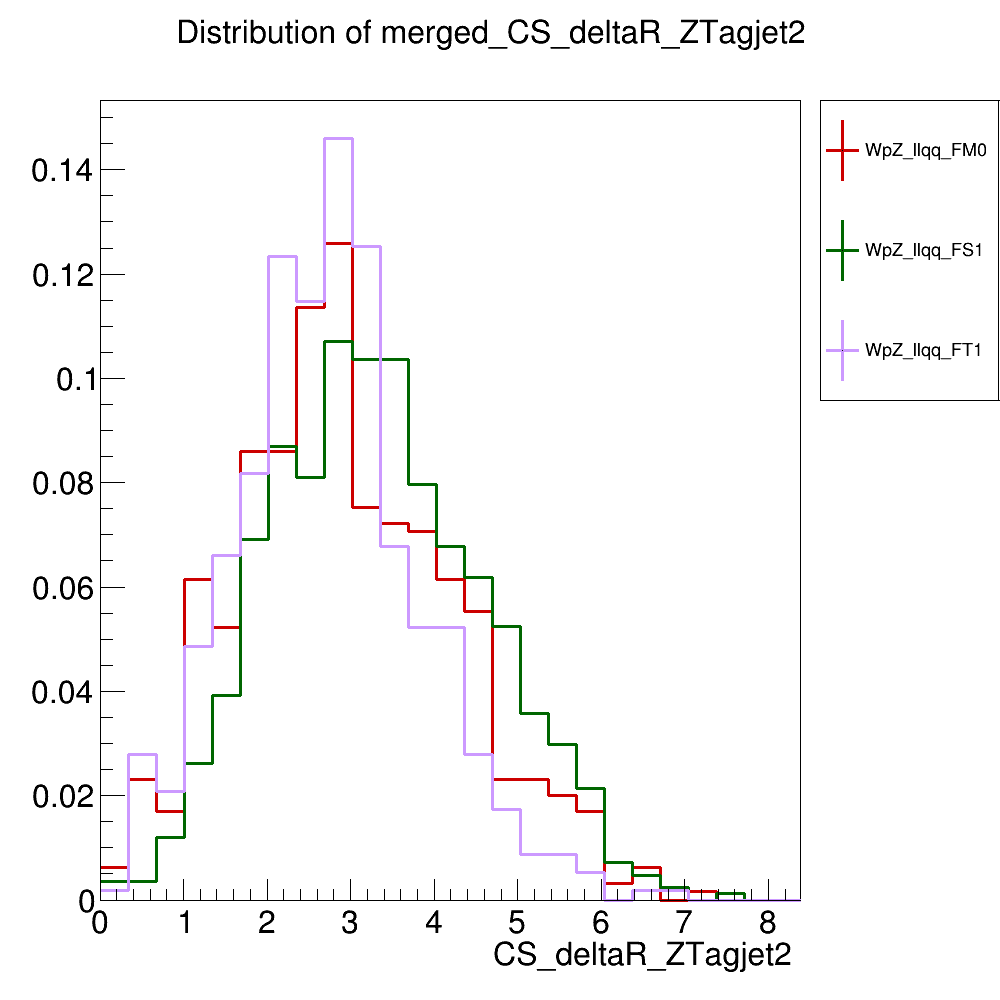 Distribution of merged_CS_deltaR_ZTagjet2
WpZ_llqq_FM0
WpZ_llqq_FS1
WpZ_llqq_FT1
0.14
0.12
0.1
0.08
0.06
0.04
0.02
0
0 1 2 3 4 5 6 7 8
CS_deltaR_ZTagjet2